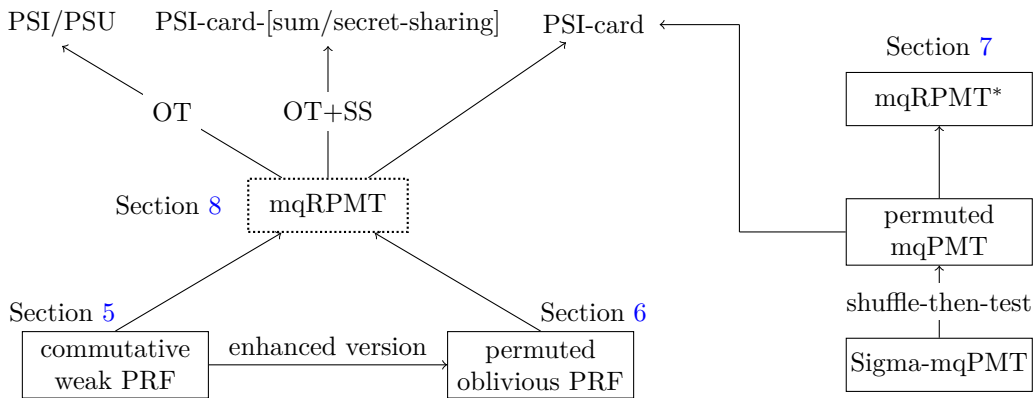 PSI/PSU
PSI-card-[sum/secret-sharing]
PSI-card
Section 7
mqRPMT*
OT
OT+SS
Section 8
mqRPMT
permuted
mqPMT
shuffle-then-test
Sigma-mqPMT
Section 5
Section 6
commutative
weak PRF
enhanced version
permuted
oblivious PRF